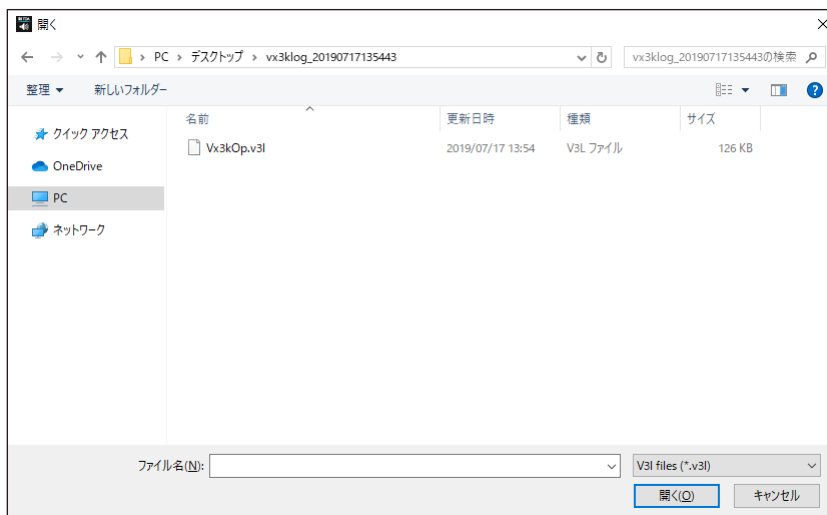 開く
PC › デスクトップ › vx3klog_20190717135443
vx3klog_20190717135443の検索
整理 新しいフォルダー
名前 更新日時 種類 サイズ
クイック アクセス
Vx3kOp.v3l 2019/07/17 13:54 V3L ファイル 126 KB
OneDrive
PC
ネットワーク
ファイル名(N):
V3l files (*.v3l)
開く(O) キャンセル